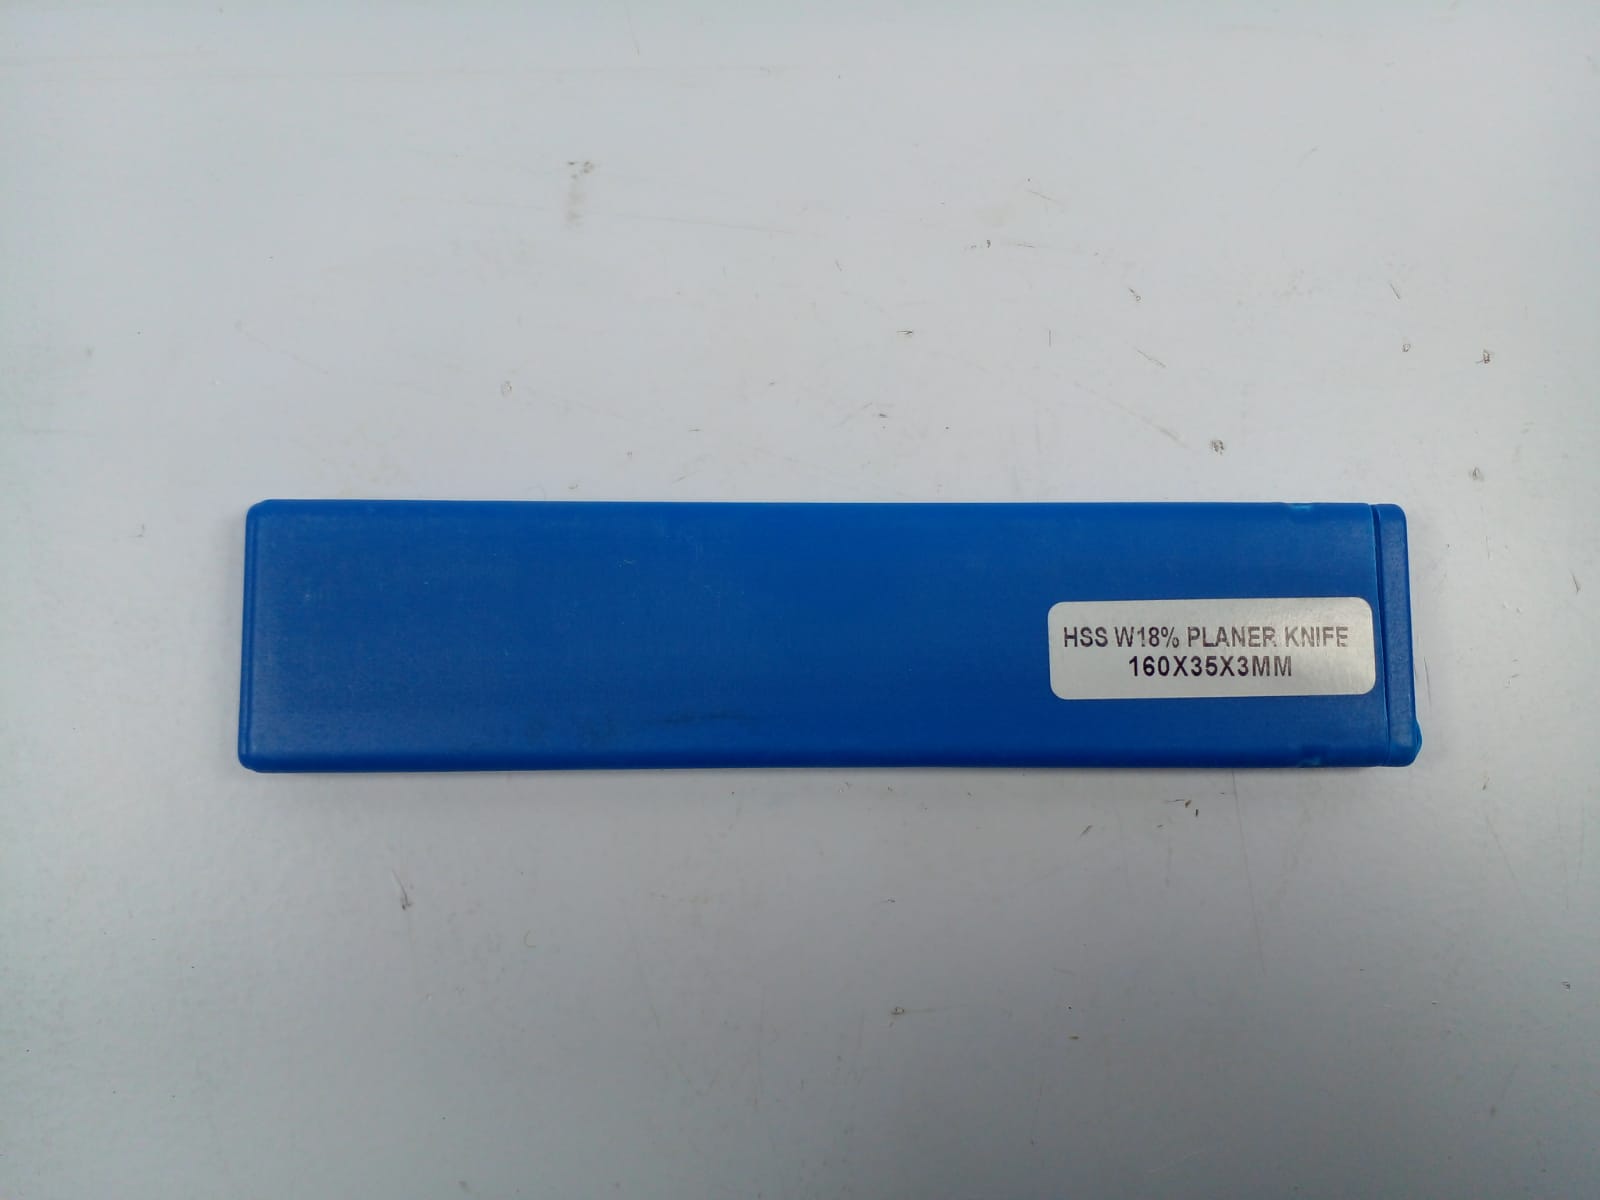 HSS W18% PLANER KNIFE
160X35X3MM